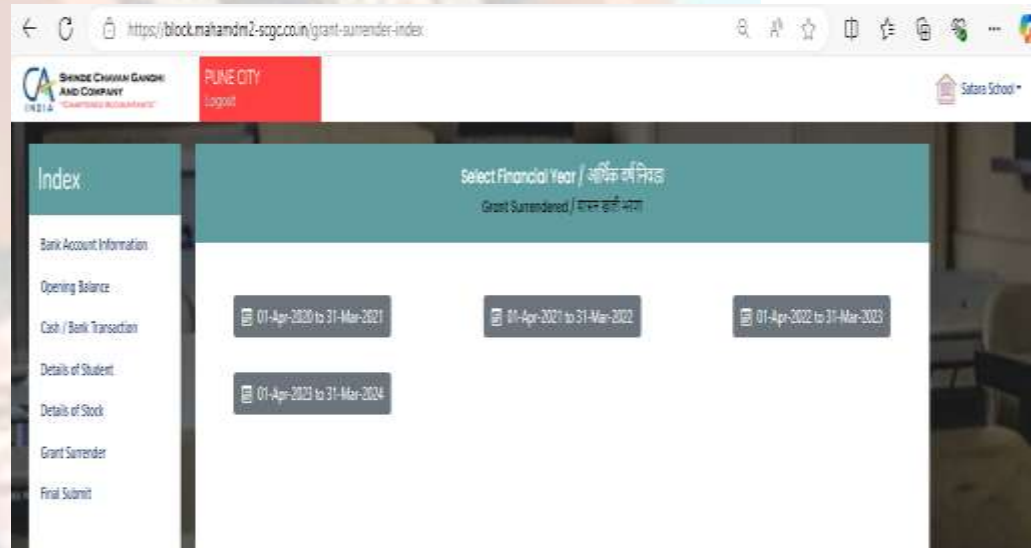 https://block.mahamdm2-scgc.co.in/grant-surrender-index
CA
INDIA
SHINDE CHAVAN GANDHI
AND COMPANY
"CHARTERED ACCOUNTANTS"
PUNE CITY
Logout
Satara School
Index
Bank Account Information
Opening Balance
Cash / Bank Transaction
Details of Student
Details of Stock
Grant Surrender
Final Submit
Select Financial Year / आर्थिक वर्ष निवडा
Grant Surrendered /
01-Apr-2020 to 31-Mar-2021
01-Apr-2021 to 31-Mar-2022
01-Apr-2022 to 31-Mar-2023
01-Apr-2023 to 31-Mar-2024